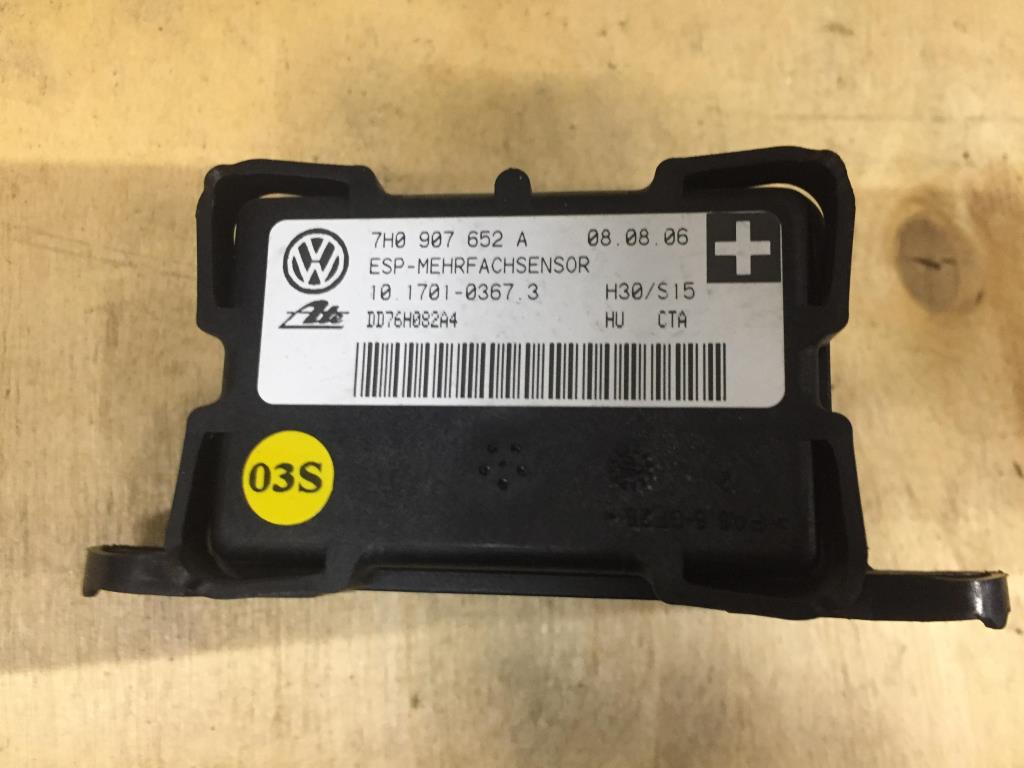 7H0 907 652 A 08.08.06
ESP-MEHRFACHSENSOR
10.1701-0367.3 H30/S15
Ate DD76H082A4 HU CTA
03S